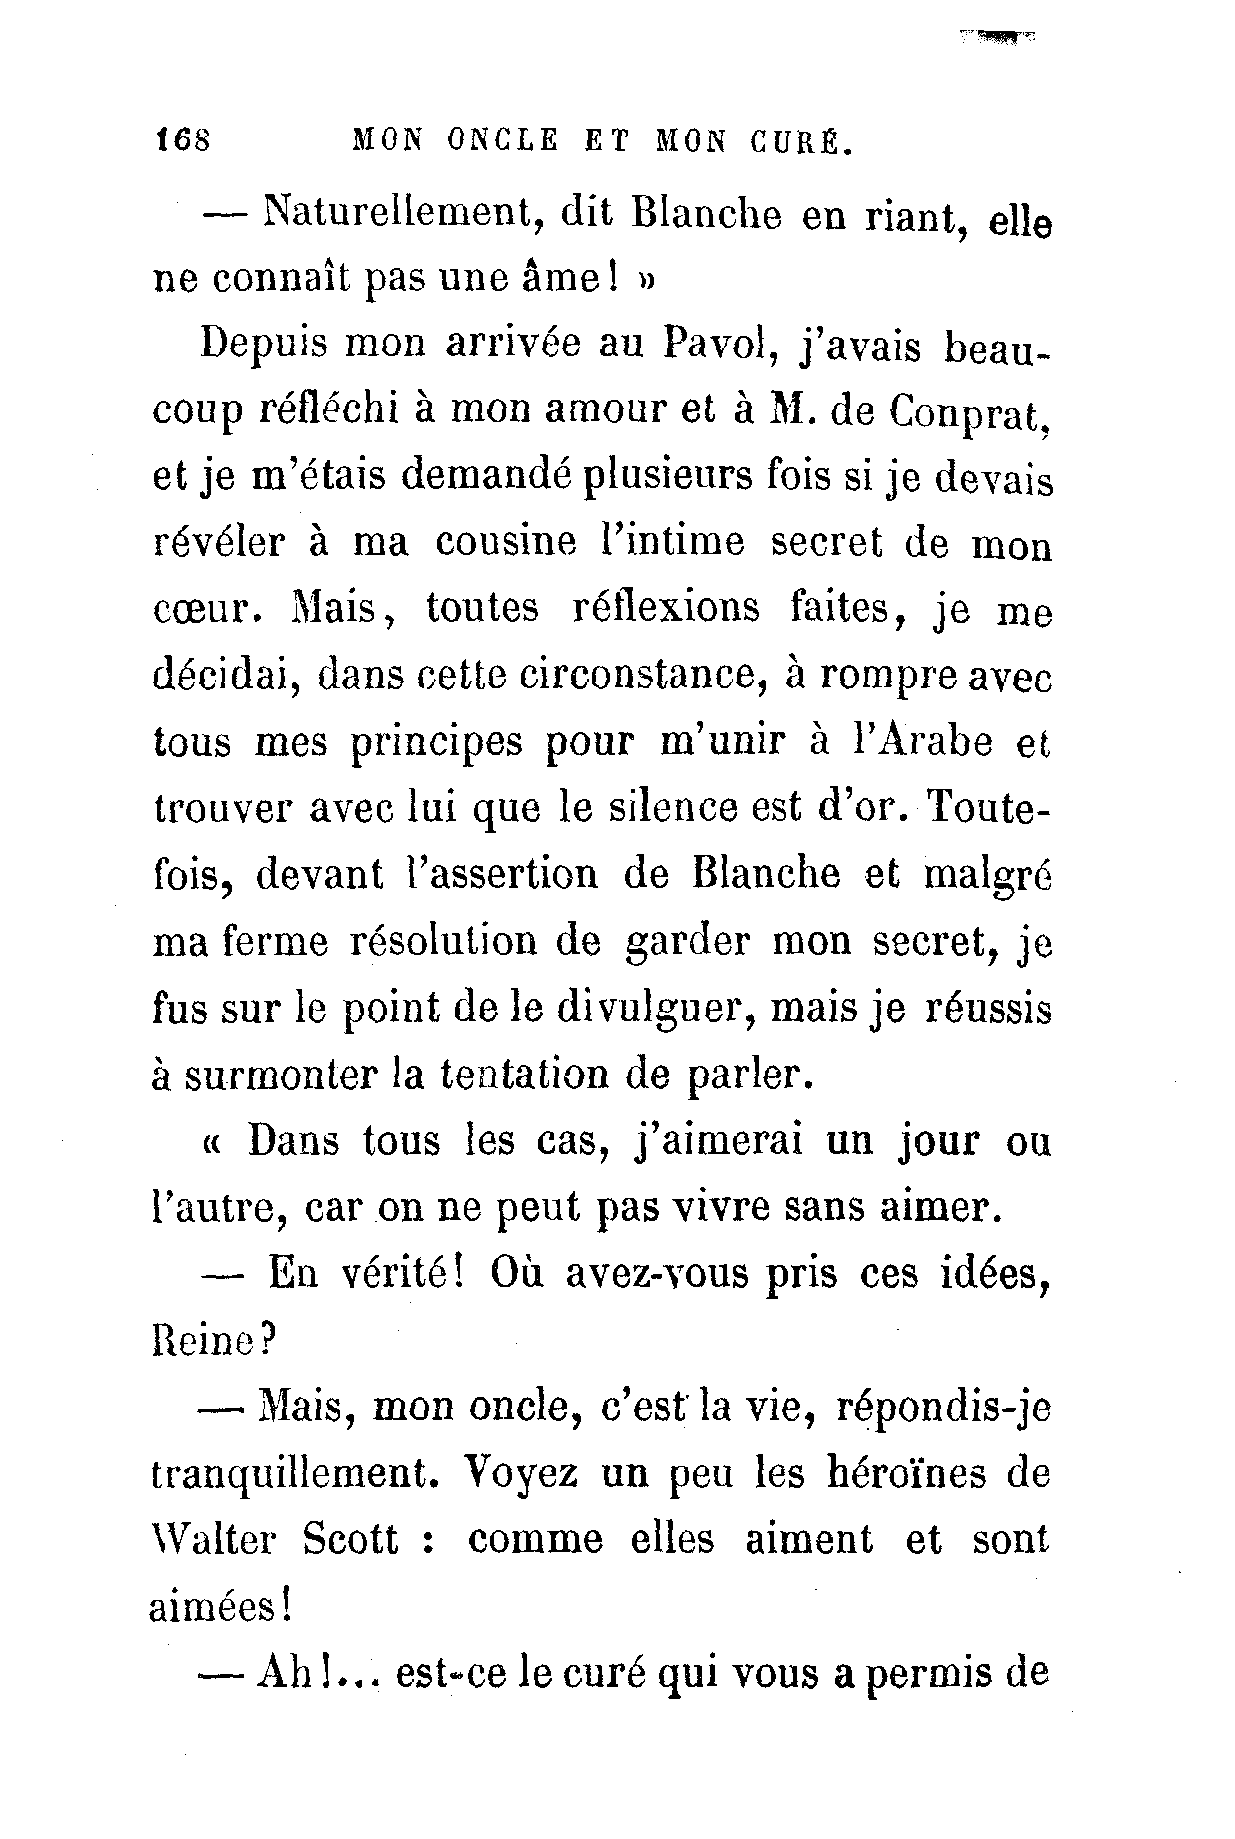 168 MON ONCLE ET MON CURÉ.
— Naturellement, dit Blanche en riant, elle
ne connaît pas une âme! »
Depuis mon arrivée au Pavol, j'avais beau-
coup réfléchi à mon amour et à M. de Conprat,
et je m'étais demandé plusieurs fois si je devais
révéler à ma cousine l'intime secret de mon
cœur. Mais, toutes réflexions faites, je me
décidai, dans cette circonstance, à rompre avec
tous mes principes pour m'unir à l'Arabe et
trouver avec lui que le silence est d'or. Toute-
fois, devant l'assertion de Blanche et malgré
ma ferme résolution de garder mon secret, je
fus sur le point de le divulguer, mais je réussis
à surmonter la tentation de parler.
« Dans tous les cas, j'aimerai un jour ou
l'autre, car on ne peut pas vivre sans aimer.
— En vérité! Où avez-vous pris ces idées,
Reine?
— Mais, mon oncle, c'est la vie, répondis-je
tranquillement. Voyez un peu les héroïnes de
Walter Scott : comme elles aiment et sont
aimées!
— Ah!... est-ce le curé qui vous a permis de